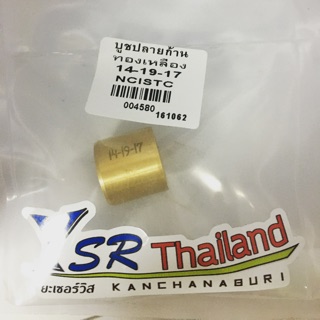 บูชปลายก้าน
ทองเหลือง
14-19-17
NCISTC
004580
161062
14-19-17
YSR Thailand
ยะเซอร์วิส KANCHANABURI